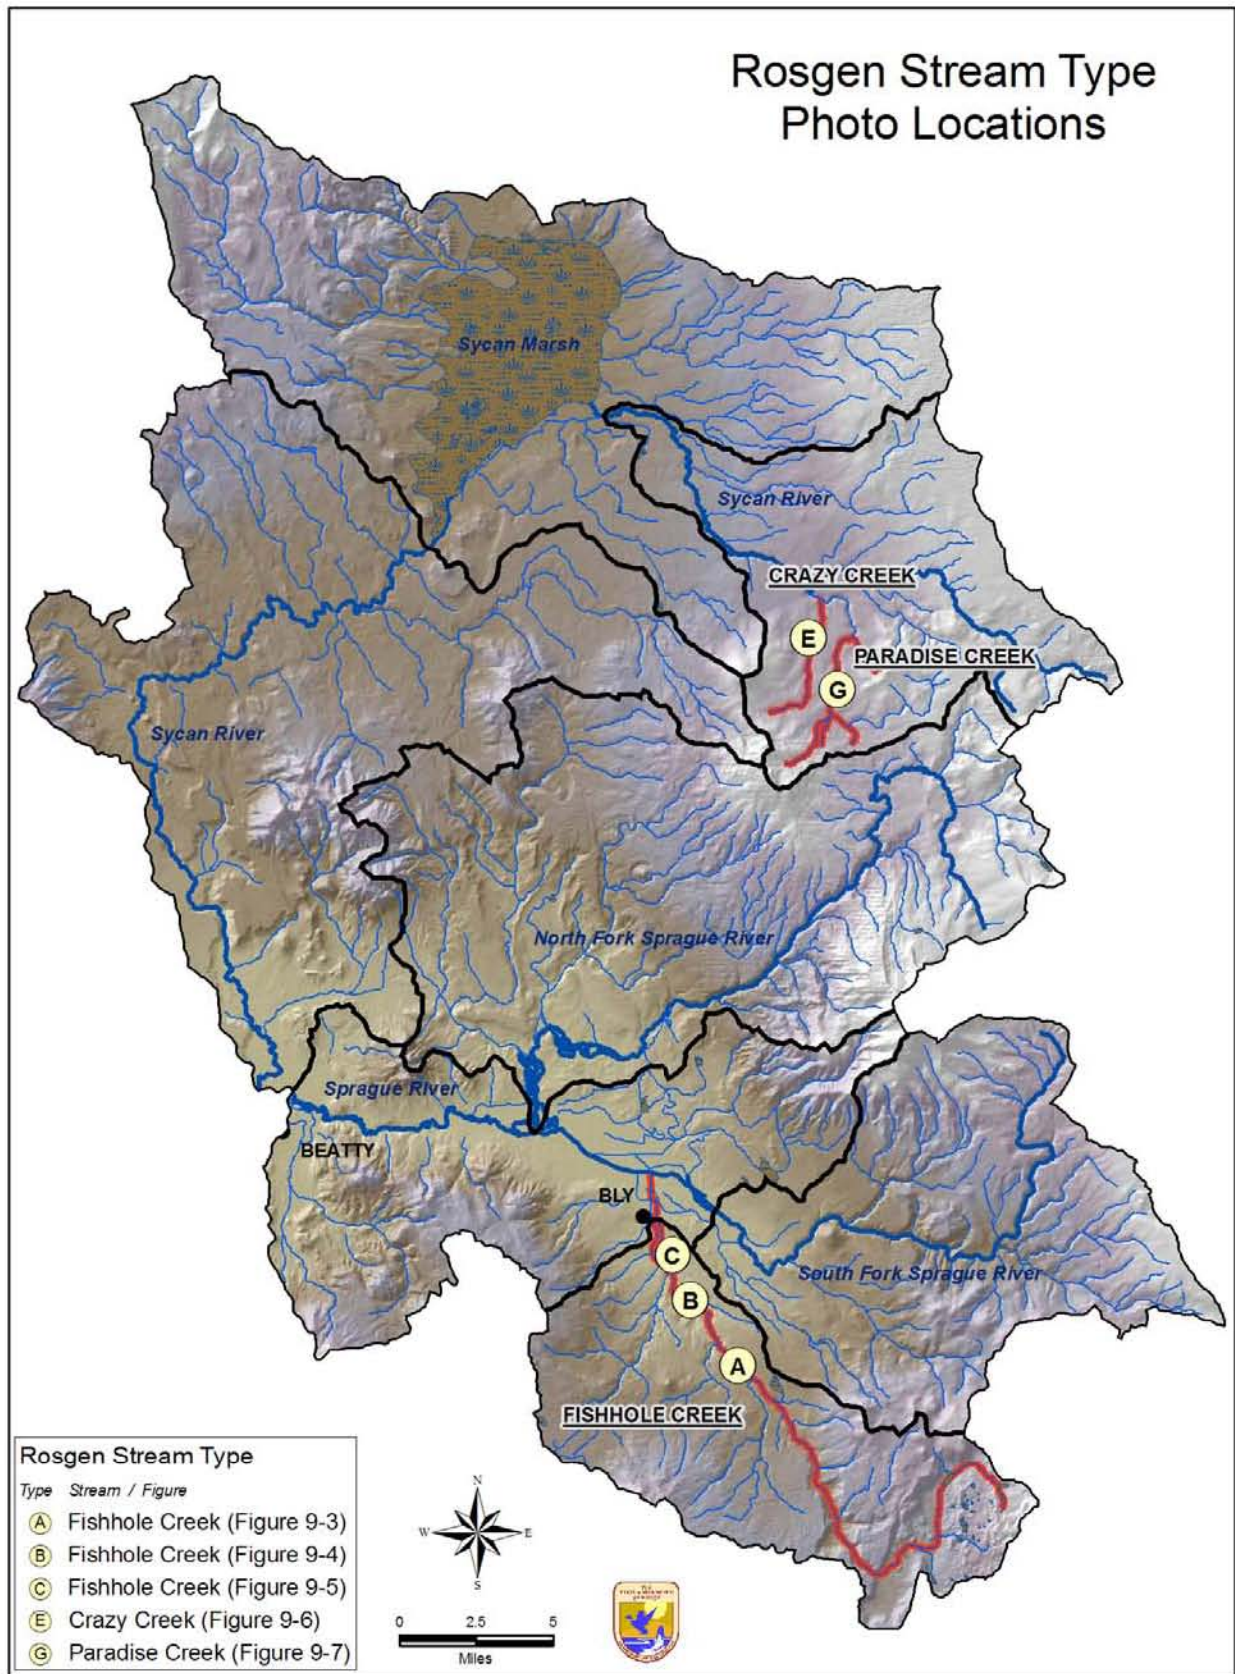 Rosgen Stream Type
Photo Locations
Sycan Marsh
Sycan River
CRAZY CREEK
E
PARADISE CREEK
G
Sycan River
North Fork Sprague River
Sprague River
BEATTY
BLY
C
South Fork Sprague River
B
A
FISHHOLE CREEK
Rosgen Stream Type
Type Stream / Figure
A Fishhole Creek (Figure 9-3)
B Fishhole Creek (Figure 9-4)
C Fishhole Creek (Figure 9-5)
E Crazy Creek (Figure 9-6)
G Paradise Creek (Figure 9-7)
N
W E
S
0 2.5 5
Miles